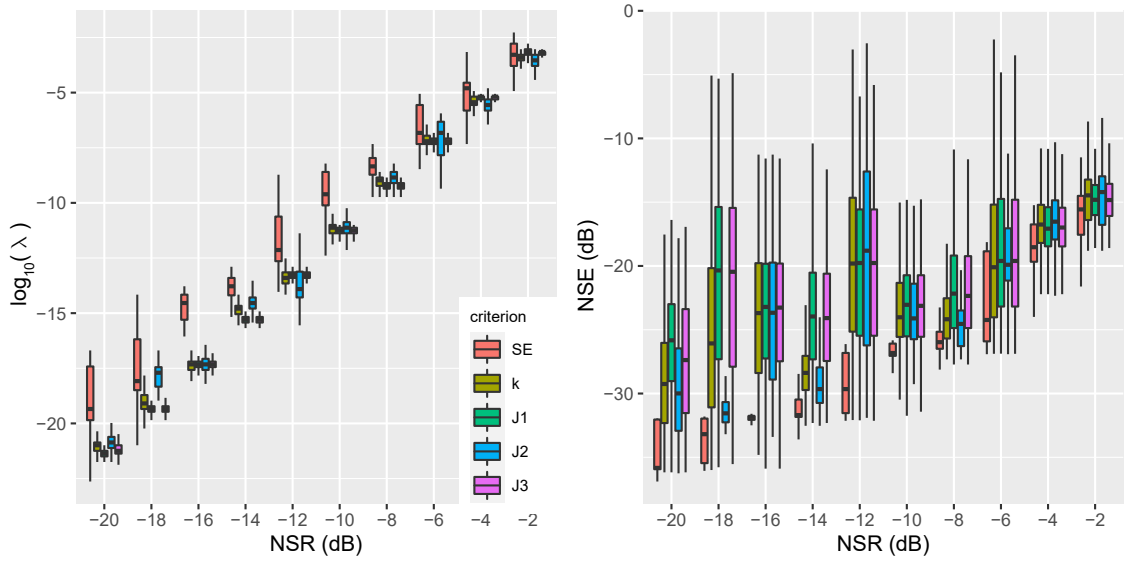 log10( λ )
−5
−10
−15
−20
−20 −18 −16 −14 −12 −10 −8 −6 −4 −2
NSR (dB)
criterion
SE
k
J1
J2
J3
NSE (dB)
0
−10
−20
−30
−20 −18 −16 −14 −12 −10 −8 −6 −4 −2
NSR (dB)